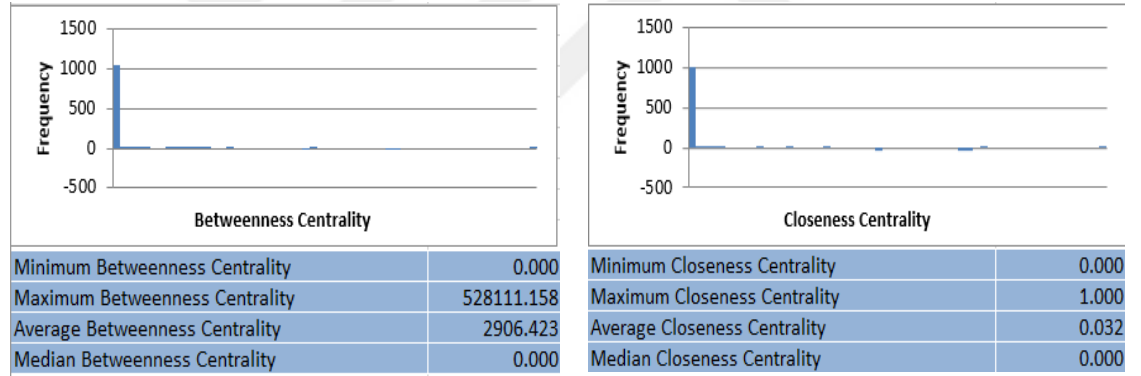 1500
1000
500
0
-500
Frequency
Betweenness Centrality
Minimum Betweenness Centrality 0.000
Maximum Betweenness Centrality 528111.158
Average Betweenness Centrality 2906.423
Median Betweenness Centrality 0.000
1500
1000
500
0
-500
Frequency
Closeness Centrality
Minimum Closeness Centrality 0.000
Maximum Closeness Centrality 1.000
Average Closeness Centrality 0.032
Median Closeness Centrality 0.000